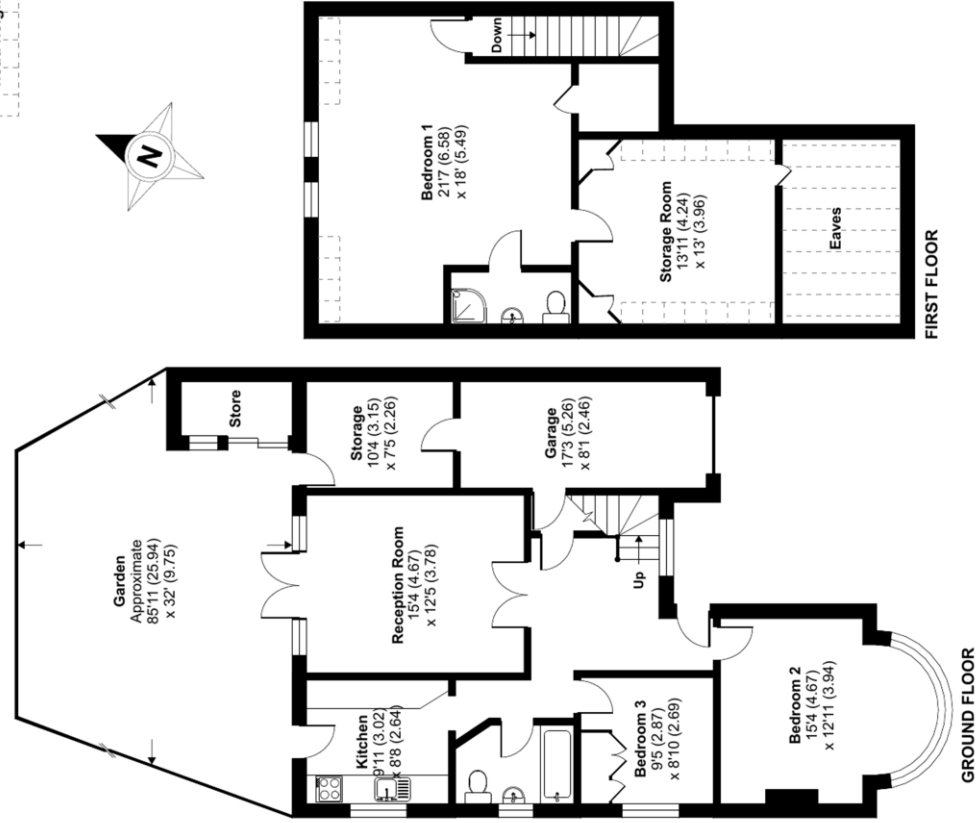 N
Down
Bedroom 1
21'7 (6.58)
x 18' (5.49)
Storage Room
13'11 (4.24)
x 13' (3.96)
Eaves
FIRST FLOOR
Garden
Approximate
85'11 (25.94)
x 32' (9.75)
Store
Storage
10'4 (3.15)
x 7'5 (2.26)
Garage
17'3 (5.26)
x 8'1 (2.46)
Reception Room
15'4 (4.67)
x 12'5 (3.78)
Up
Kitchen
9'11 (3.02)
x 8'8 (2.64)
Bedroom 3
9'5 (2.87)
x 8'10 (2.69)
Bedroom 2
15'4 (4.67)
x 12'11 (3.94)
GROUND FLOOR